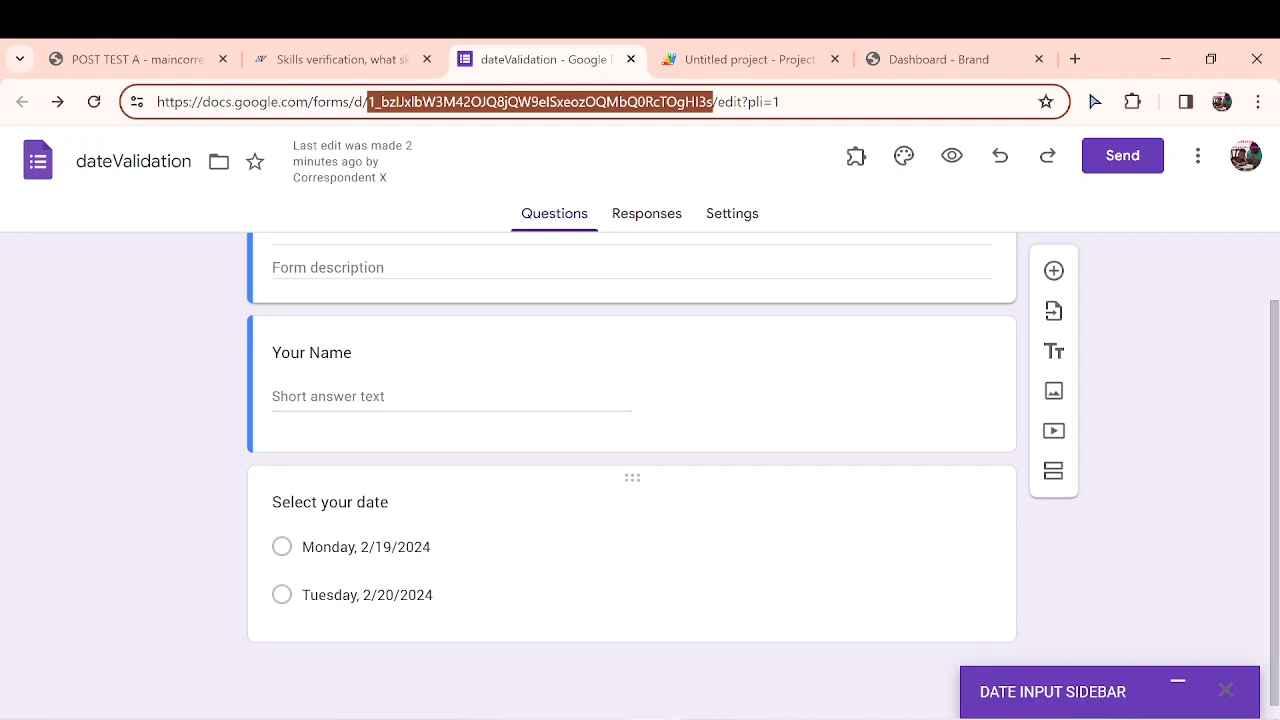 POST TEST A - maincoffe
Skills verification, what sk
dateValidation - Google F
Untitled project - Project
Dashboard - Brand
https://docs.google.com/forms/d/1_bzlJxlbW3M42OJQ8jQW9elSxeozOQMbQ0RcTOgHI3s/edit?pli=1
dateValidation
Last edit was made 2
minutes ago by
Correspondent X
Send
Questions
Responses
Settings
Form description
Your Name
Short answer text
Select your date
Monday, 2/19/2024
Tuesday, 2/20/2024
Tт
DATE INPUT SIDEBAR